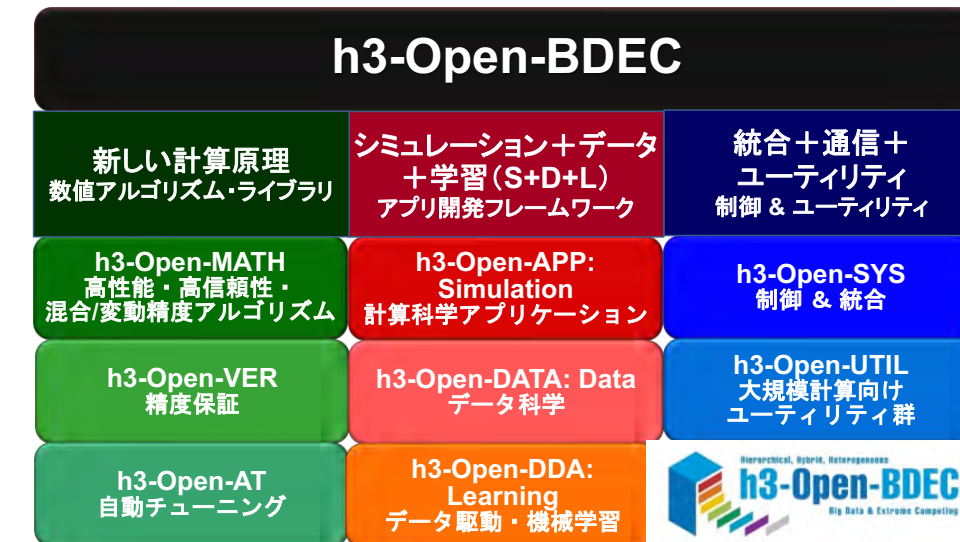 h3-Open-BDEC
新しい計算原理
数値アルゴリズム・ライブラリ
シミュレーション＋データ
＋学習（S+D+L）
アプリ開発フレームワーク
統合＋通信＋
ユーティリティ
制御 & ユーティリティ
h3-Open-MATH
高性能・高信頼性・
混合/変動精度アルゴリズム
h3-Open-APP:
Simulation
計算科学アプリケーション
h3-Open-SYS
制御 & 統合
h3-Open-VER
精度保証
h3-Open-DATA: Data
データ科学
h3-Open-UTIL
大規模計算向け
ユーティリティ群
h3-Open-AT
自動チューニング
h3-Open-DDA:
Learning
データ駆動・機械学習
Hierarchical, Hybrid, Heterogeneous
h3-Open-BDEC
Big Data & Extreme Computing